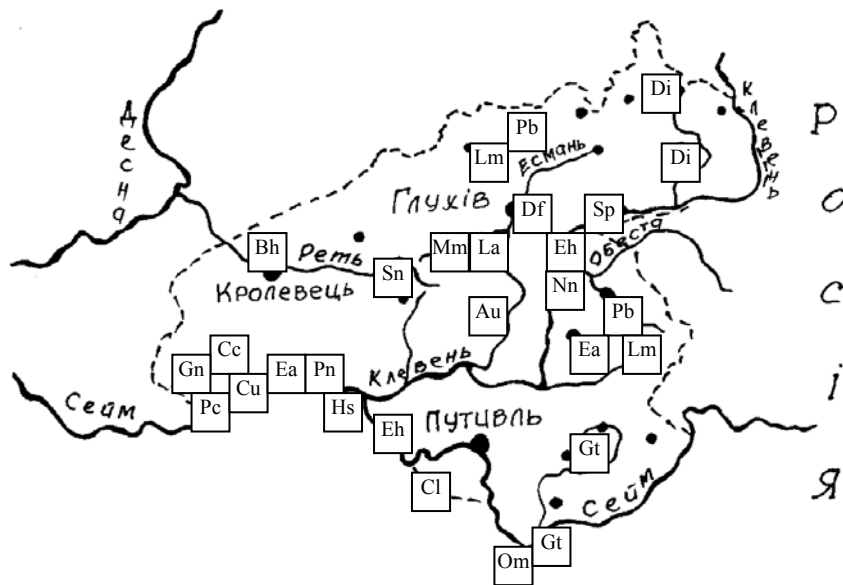 Di
Р
Pb
Десна
Клевень
Lm
Есмань
Di
Глухів
Df
Sp
О
Bh
Реть
Mm
La
Eh
Обеста
Кролевець
Sn
Nn
С
Au
Pb
Cc
Ea
Lm
Gn
Cu
Ea
Pn
Клевень
І
Сейм
Pc
Hs
Eh
Путивль
Gt
Cl
Сейм
Я
Om
Gt